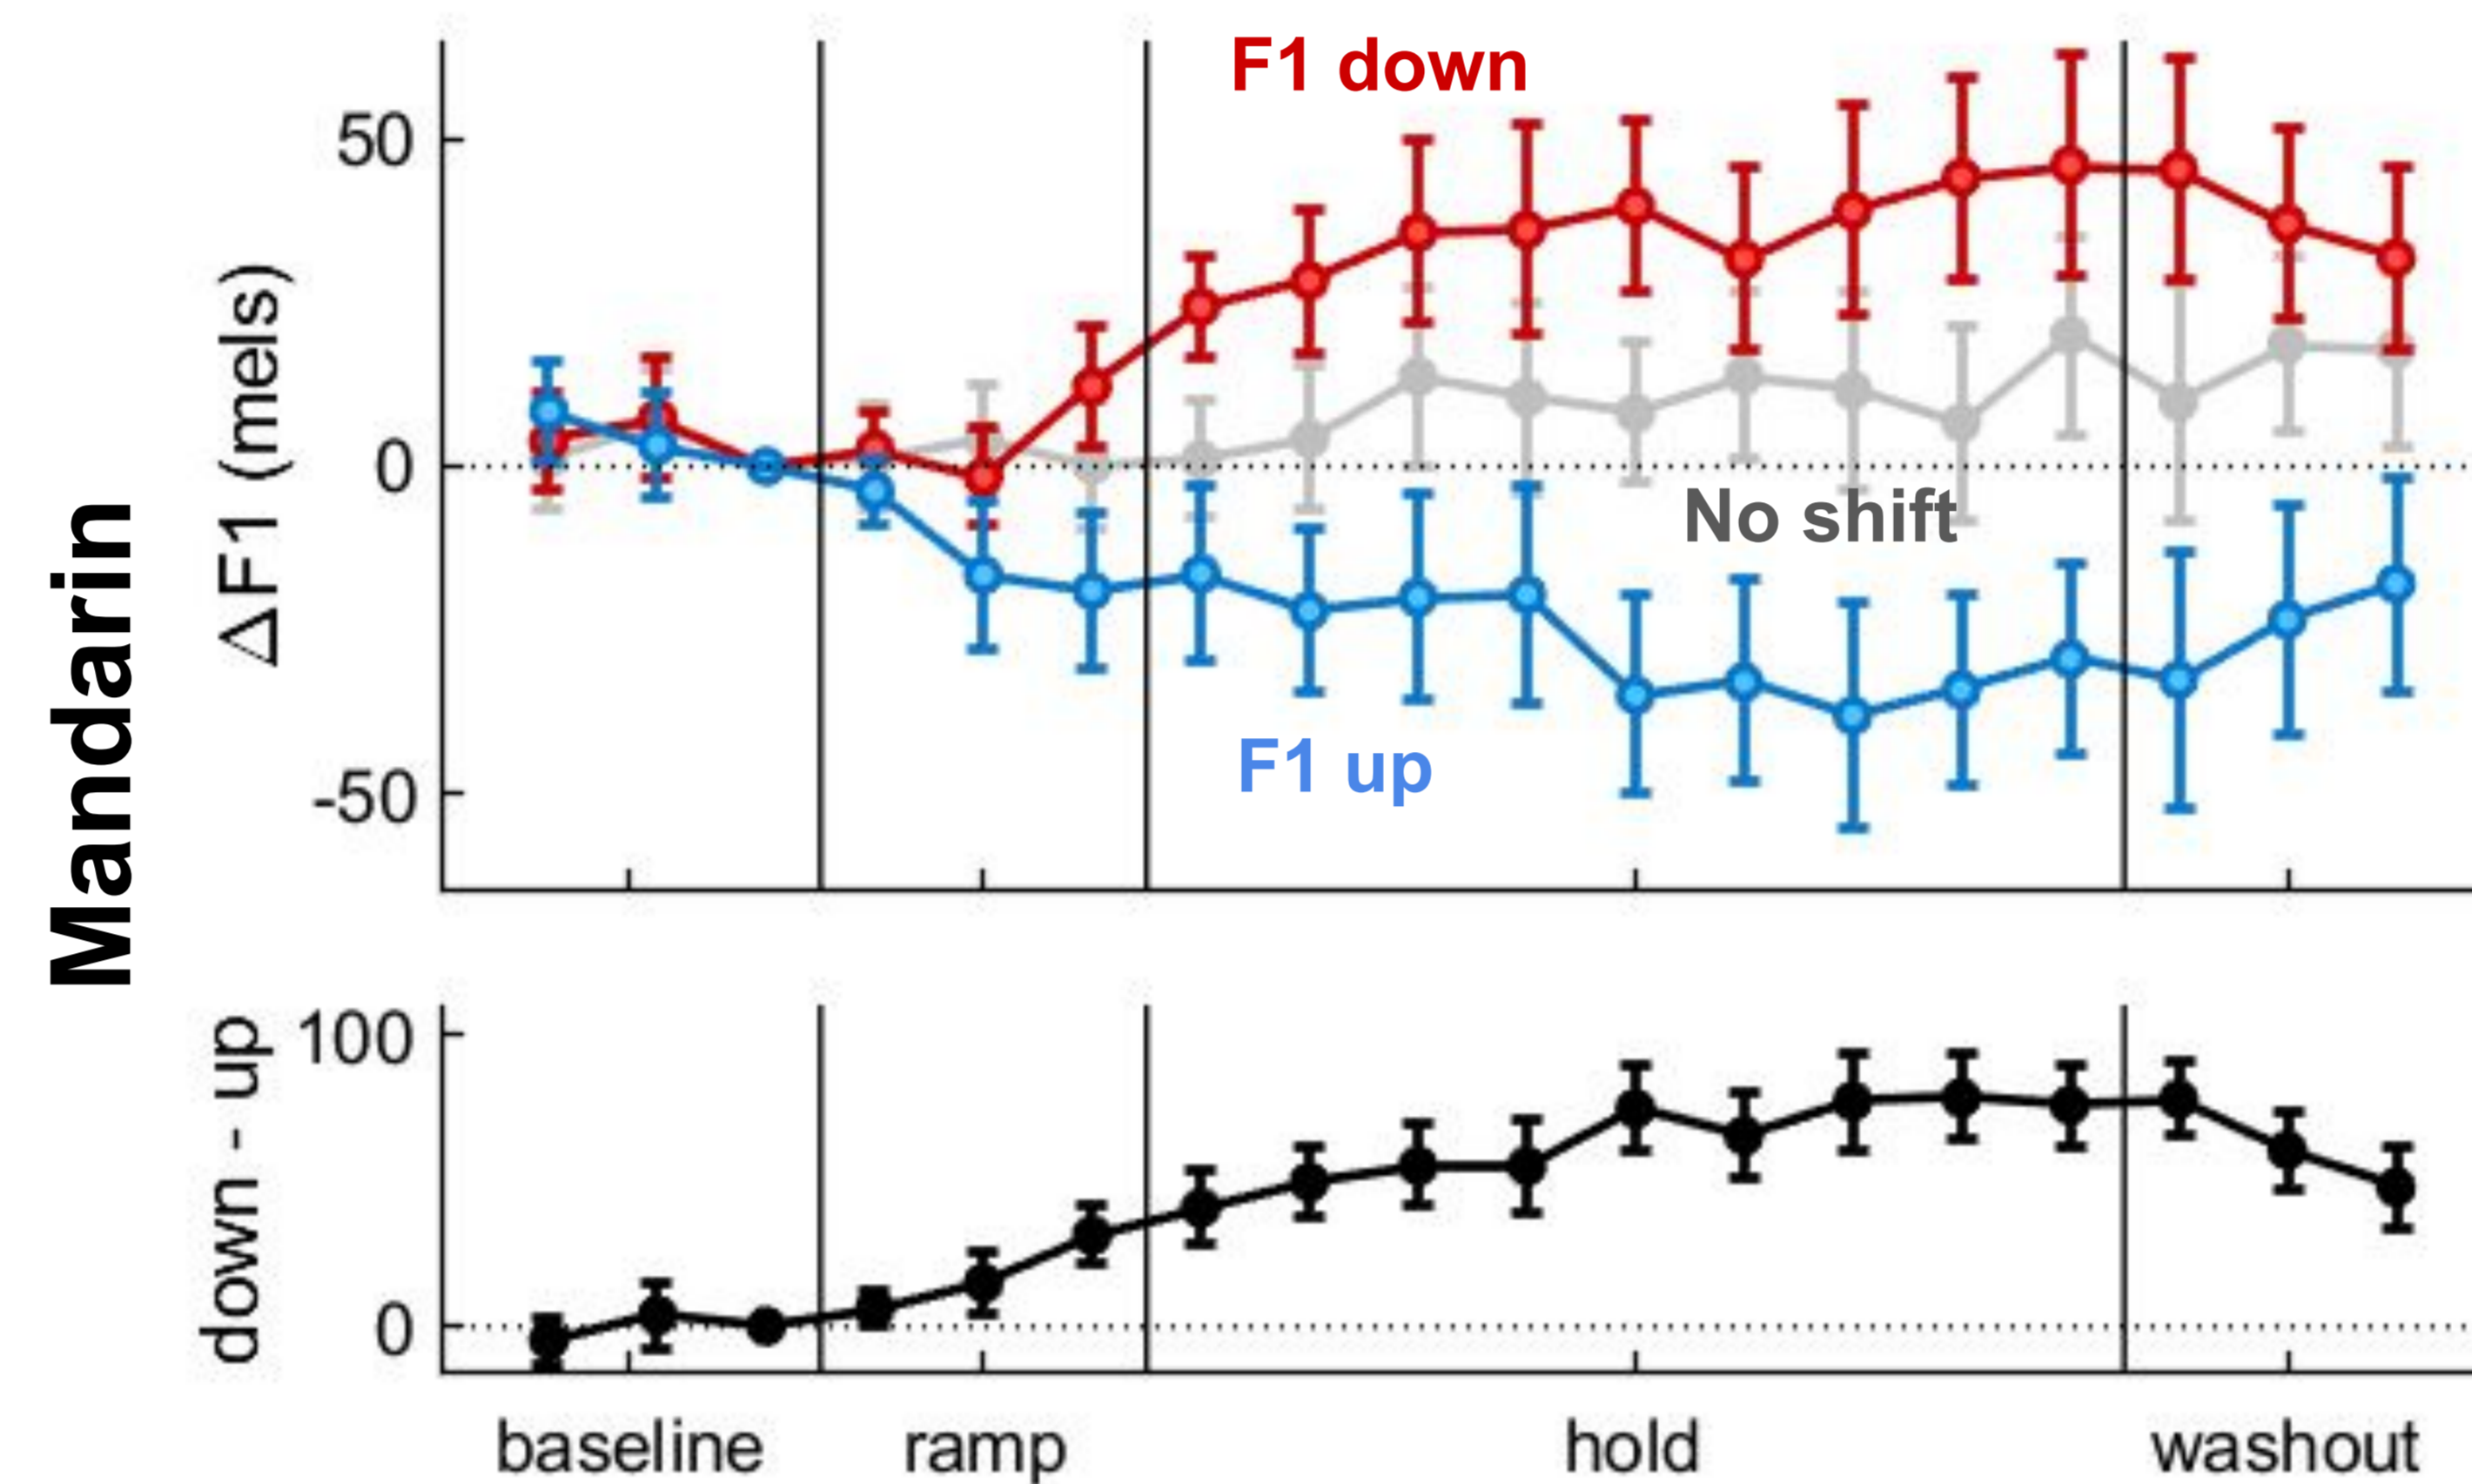 Mandarin
ΔF1 (mels)
50
0
-50
F1 down
No shift
F1 up
down - up
100
0
baseline ramp hold washout